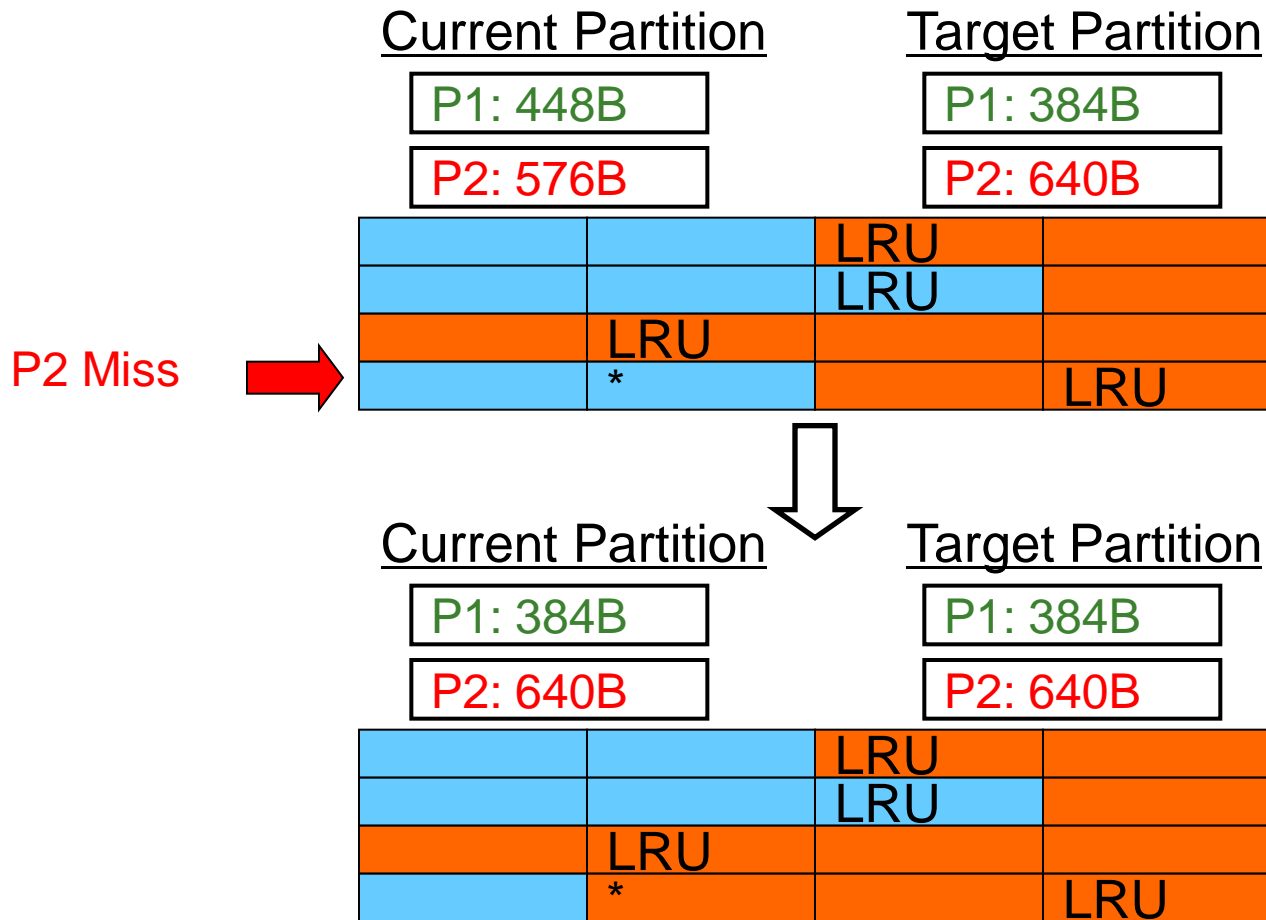 Current Partition Target Partition
P1: 448B P1: 384B
P2: 576B P2: 640B
LRU
LRU
LRU
P2 Miss * LRU
Current Partition Target Partition
P1: 384B P1: 384B
P2: 640B P2: 640B
LRU
LRU
LRU
* LRU